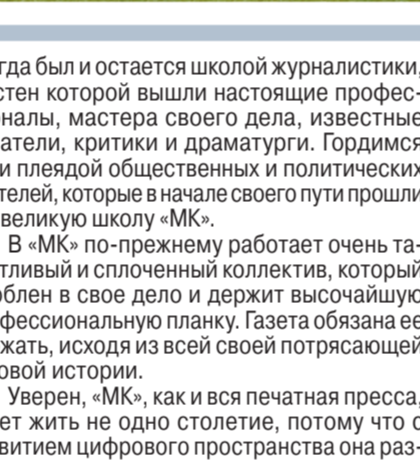 гда был и остается школой журналистики,
стен которой вышли настоящие профес-
налы, мастера своего дела, известные
атели, критики и драматурги. Гордимся
и плеядой общественных и политических
телей, которые в начале своего пути прошли
великую школу «МК».
В «МК» по-прежнему работает очень та-
тливый и сплоченный коллектив, который
облен в свое дело и держит высочайшую
фессиональную планку. Газета обязана ее
жать, исходя из всей своей потрясающей
овой истории.
Уверен, «МК», как и вся печатная пресса,
ет жить не одно столетие, потому что с
витием цифрового пространства она раз-